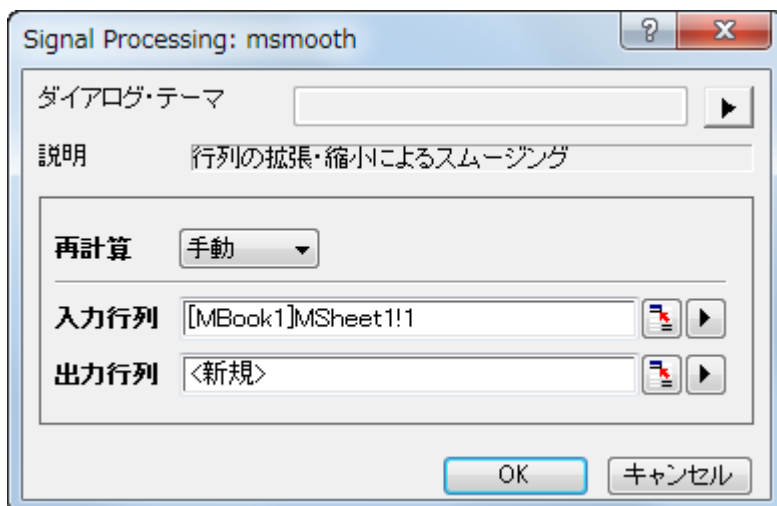 Signal Processing: msmooth
ダイアログ・テーマ
説明 行列の拡張・縮小によるスムージング
再計算 手動
入力行列 [MBook1]MSheet1!1
出力行列 <新規>
OK キャンセル